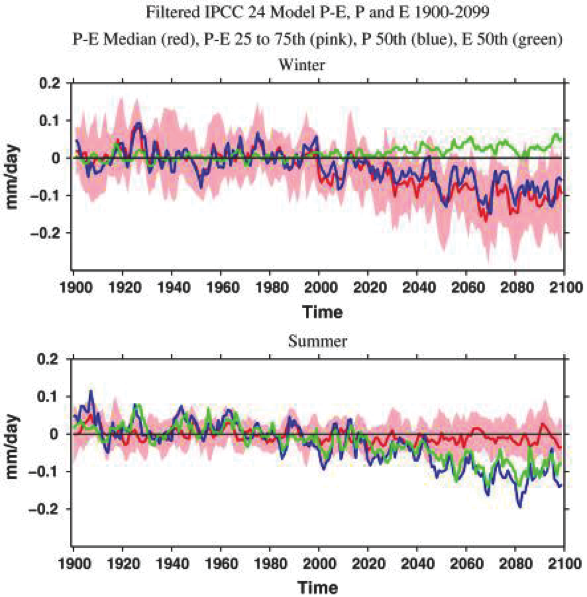 Filtered IPCC 24 Model P-E, P and E 1900-2099
P-E Median (red), P-E 25 to 75th (pink), P 50th (blue), E 50th (green)
Winter
0.2
0.1
0
−0.1
−0.2
mm/day
1900 1920 1940 1960 1980 2000 2020 2040 2060 2080 2100
Time
Summer
0.2
0.1
0
−0.1
−0.2
mm/day
1900 1920 1940 1960 1980 2000 2020 2040 2060 2080 2100
Time